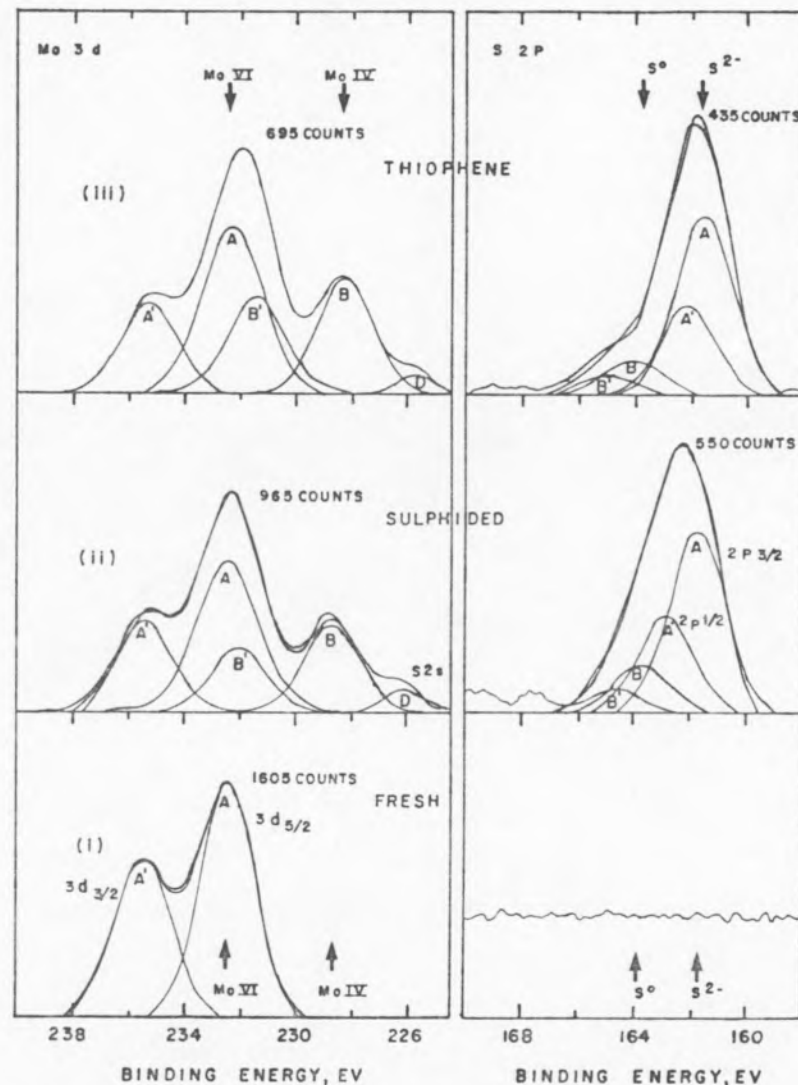 Mo 3d
S 2P
Mo VI
Mo IV
S°
S2-
695 COUNTS
435 COUNTS
THIOPHENE
(iii)
A
A'
B'
B
D
A
A'
B
B'
965 COUNTS
550 COUNTS
SULPHIDED
(ii)
A
A'
B'
B
S2s
D
A
2P 3/2
A'
2P 1/2
B
B'
1605 COUNTS
FRESH
A
3d 5/2
(i)
3d 3/2
A'
Mo VI
Mo IV
S°
S2-
238
234
230
226
168
164
160
BINDING ENERGY, EV
BINDING ENERGY, EV